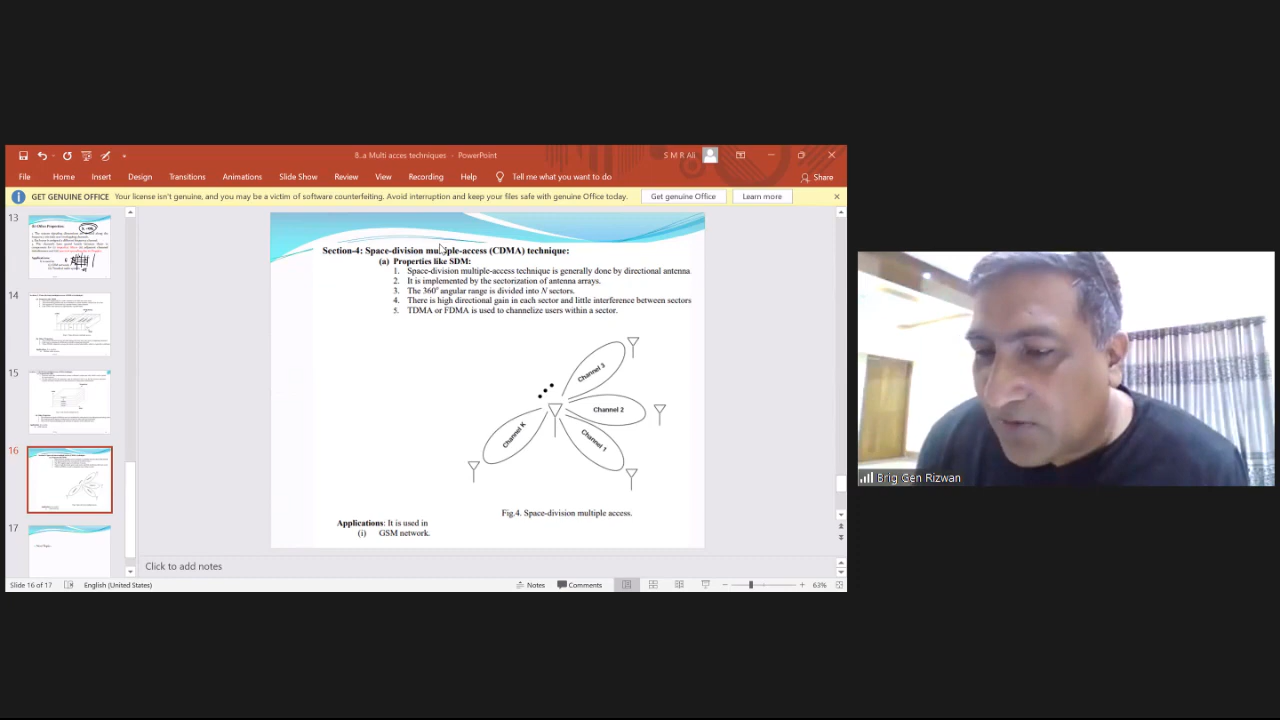 8..a Multi acces techniques - PowerPoint
S M R Ali
File Home Insert Design Transitions Animations Slide Show Review View Recording Help Tell me what you want to do Share
GET GENUINE OFFICE Your license isn't genuine, and you may be a victim of software counterfeiting. Avoid interruption and keep your files safe with genuine Office today. Get genuine Office Learn more
13
14
15
16
17
Section-4: Space-division multiple-access (CDMA) technique:
(a) Properties like SDM:
1. Space-division multiple-access technique is generally done by directional antenna
2. It is implemented by the sectorization of antenna arrays.
3. The 360° angular range is divided into N sectors.
4. There is high directional gain in each sector and little interference between sectors
5. TDMA or FDMA is used to channelize users within a sector.
Channel 3
Channel 2
Channel K
Channel 1
Fig.4. Space-division multiple access.
Applications: It is used in
(i) GSM network.
Click to add notes
Slide 16 of 17 English (United States) Notes Comments 63%
Brig Gen Rizwan